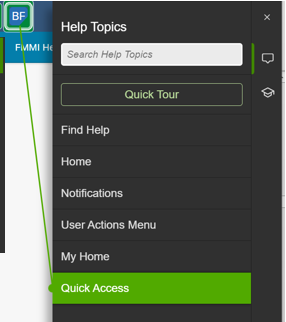 BF
Help Topics
FMMI He
Search Help Topics
Quick Tour
Find Help
Home
Notifications
User Actions Menu
My Home
Quick Access